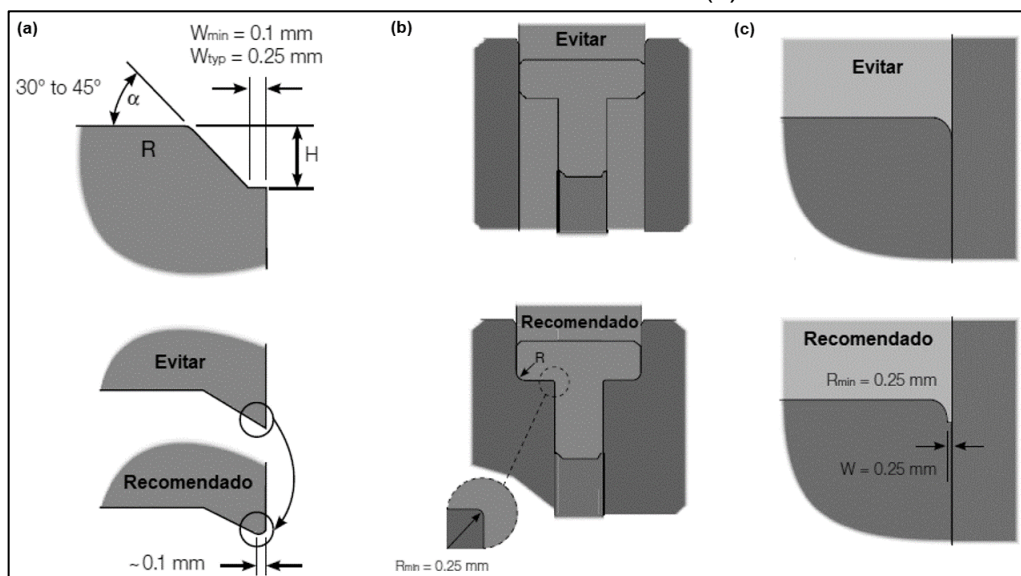 (a)
Wmin = 0.1 mm
Wtyp = 0.25 mm
30° to 45°
α
R
H
Evitar
Recomendado
~0.1 mm
(b)
Evitar
Recomendado
R
Rmin = 0.25 mm
(c)
Evitar
Recomendado
Rmin = 0.25 mm
W = 0.25 mm